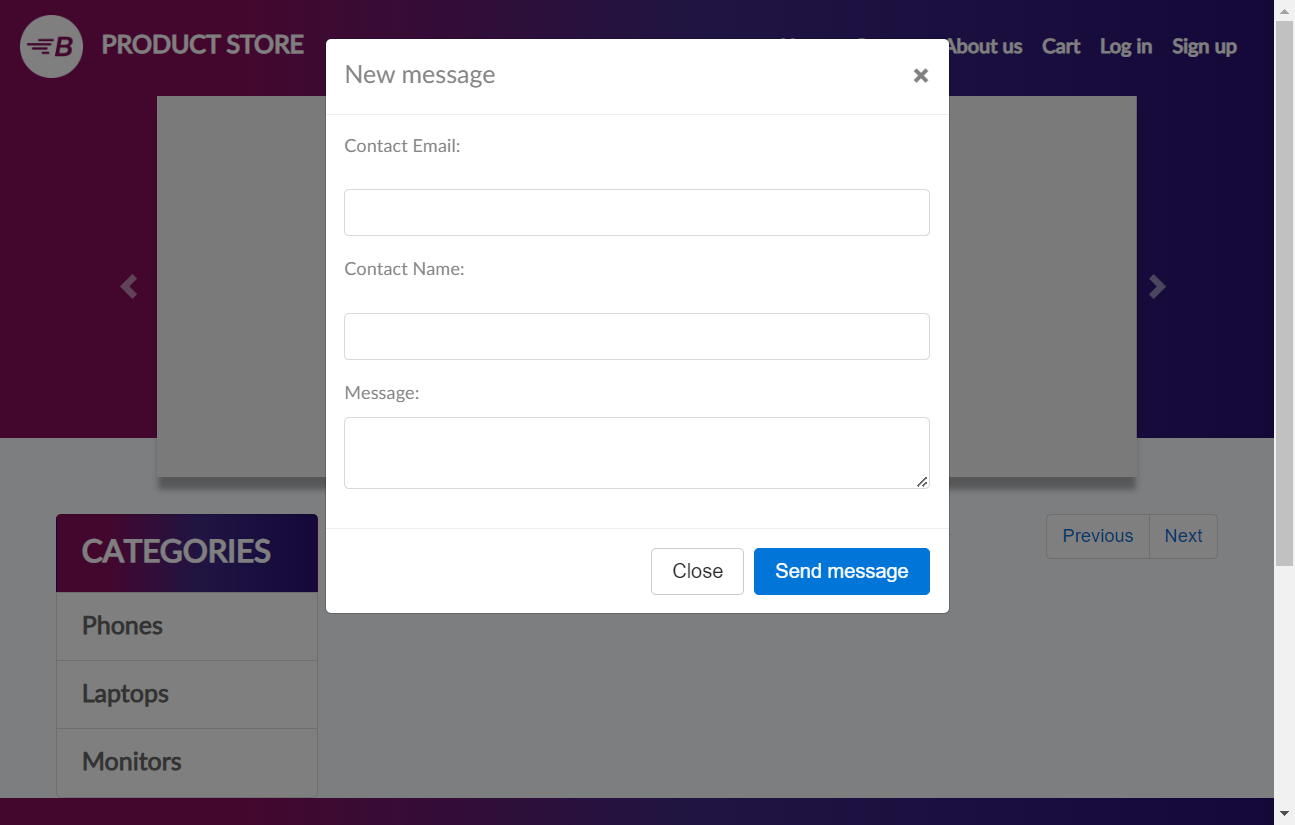 B PRODUCT STORE
About us Cart Log in Sign up
New message
×
Contact Email:
Contact Name:
Message:
Close Send message
CATEGORIES
Phones
Laptops
Monitors
Previous Next